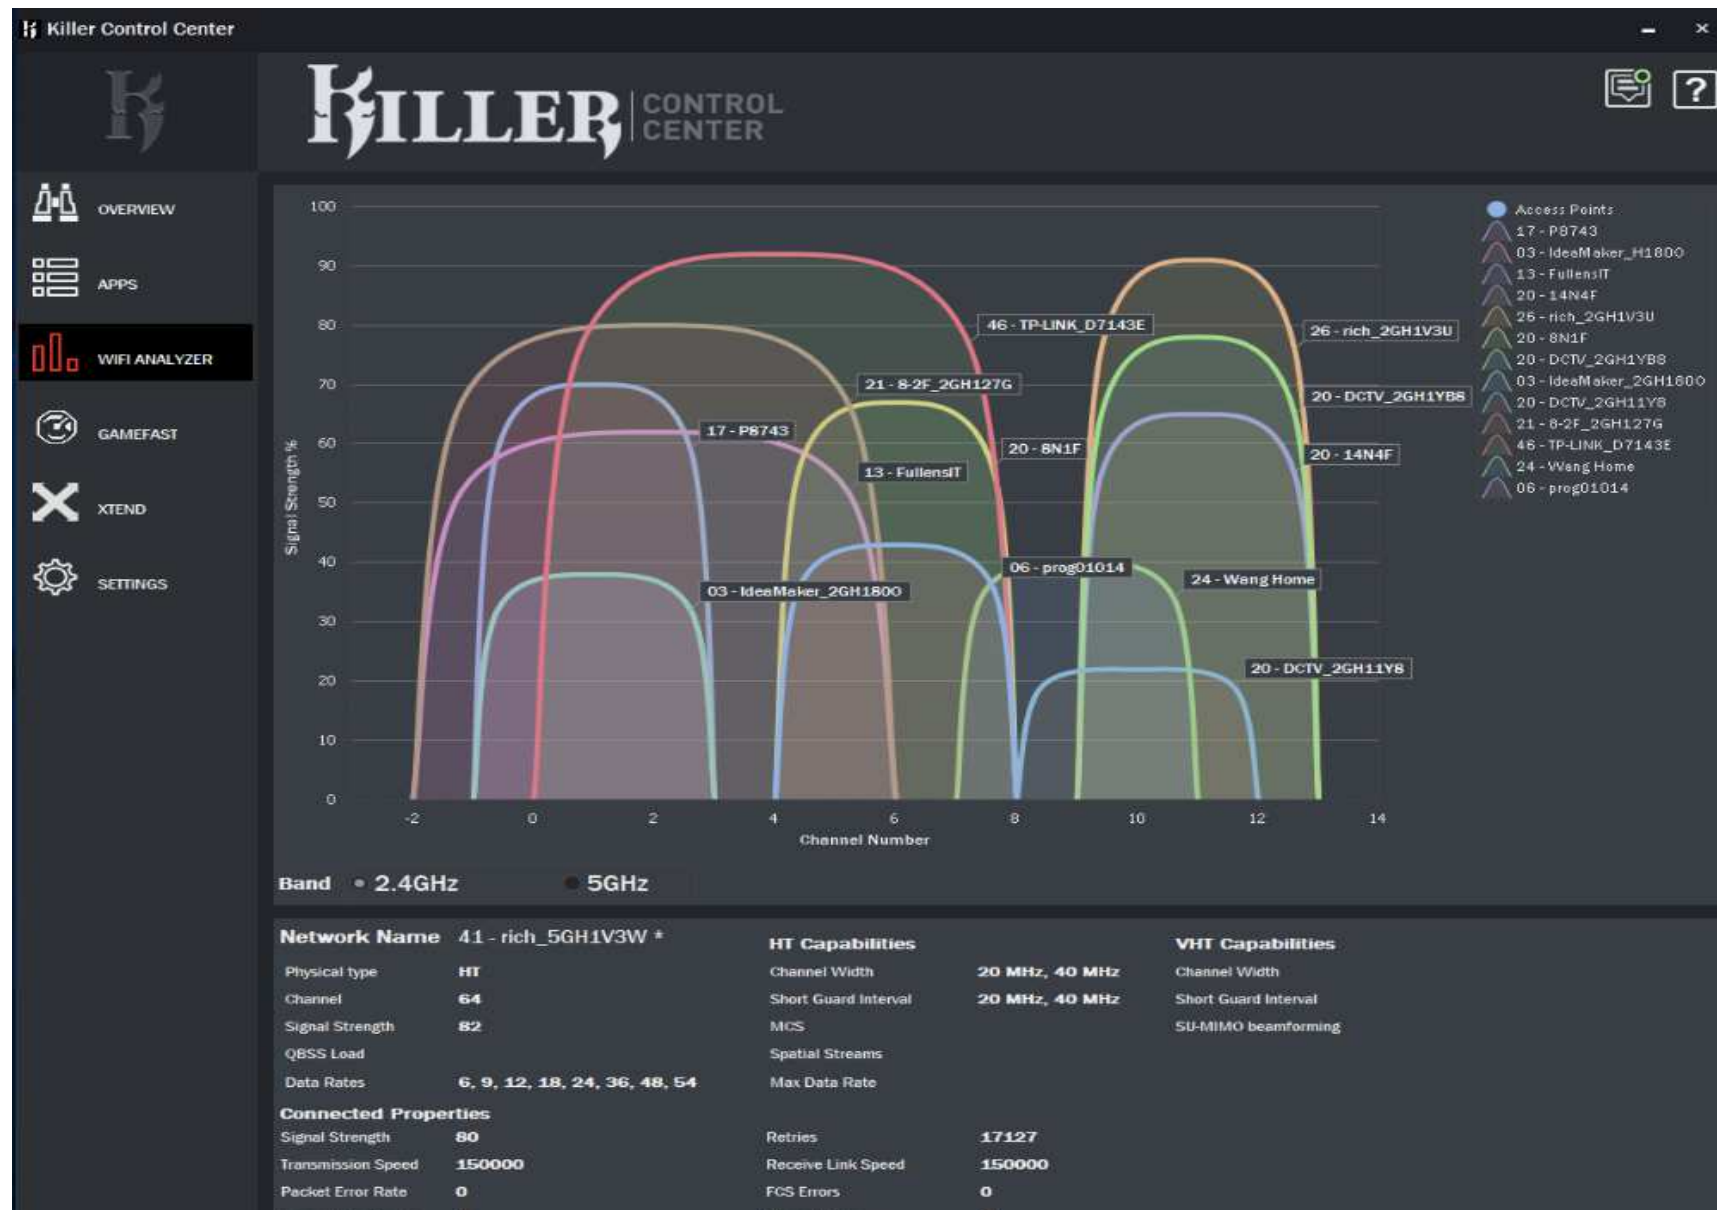 Killer Control Center
KILLER CONTROL CENTER
?
OVERVIEW
APPS
WIFI ANALYZER
GAMEFAST
XTEND
SETTINGS
100
90
80
70
60
50
40
30
20
10
0
Signal Strength %
-2 0 2 4 6 8 10 12 14
Channel Number
46 - TP-LINK_D7143E
26 - rich_2GH1V3U
21 - 8-2F_2GH127G
20 - DCTV_2GH1YB8
17 - P8743
20 - 8N1F
20 - 14N4F
13 - FullensIT
06 - prog01014
24 - Wang Home
03 - IdeaMaker_2GH1800
20 - DCTV_2GH11Y8
Access Points
17 - P8743
03 - IdeaMaker_H1800
13 - FullensIT
20 - 14N4F
26 - rich_2GH1V3U
20 - 8N1F
20 - DCTV_2GH1YB8
03 - IdeaMaker_2GH1800
20 - DCTV_2GH11Y8
21 - 8-2F_2GH127G
46 - TP-LINK_D7143E
24 - Wang Home
06 - prog01014
Band 2.4GHz 5GHz
Network Name 41 - rich_5GH1V3W *
Physical type HT
Channel 64
Signal Strength 82
QBSS Load
Data Rates 6, 9, 12, 18, 24, 36, 48, 54
HT Capabilities
Channel Width 20 MHz, 40 MHz
Short Guard Interval 20 MHz, 40 MHz
MCS
Spatial Streams
Max Data Rate
VHT Capabilities
Channel Width
Short Guard Interval
SU-MIMO beamforming
Connected Properties
Signal Strength 80
Transmission Speed 150000
Packet Error Rate 0
Retries 17127
Receive Link Speed 150000
FCS Errors 0